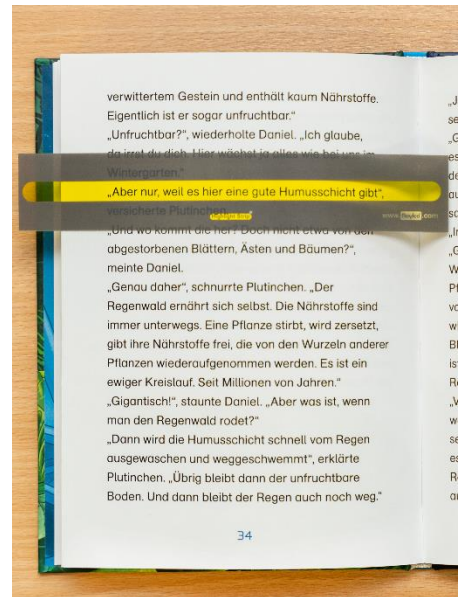 verwittertem Gestein und enthält kaum Nährstoffe.
Eigentlich ist er sogar unfruchtbar.“
„Unfruchtbar?“, wiederholte Daniel. „Ich glaube,
da irrst du dich. Hier wächst ja alles wie bei uns im
Wintergarten.“
„Aber nur, weil es hier eine gute Humusschicht gibt“,
versicherte Plutinchen.
„Und wo kommt die her? Doch nicht etwa von den
abgestorbenen Blättern, Ästen und Bäumen?“,
meinte Daniel.
„Genau daher“, schnurrte Plutinchen. „Der
Regenwald ernährt sich selbst. Die Nährstoffe sind
immer unterwegs. Eine Pflanze stirbt, wird zersetzt,
gibt ihre Nährstoffe frei, die von den Wurzeln anderer
Pflanzen wiederaufgenommen werden. Es ist ein
ewiger Kreislauf. Seit Millionen von Jahren.“
„Gigantisch!“, staunte Daniel. „Aber was ist, wenn
man den Regenwald rodet?“
„Dann wird die Humusschicht schnell vom Regen
ausgewaschen und weggeschwemmt“, erklärte
Plutinchen. „Übrig bleibt dann der unfruchtbare
Boden. Und dann bleibt der Regen auch noch weg.“
34